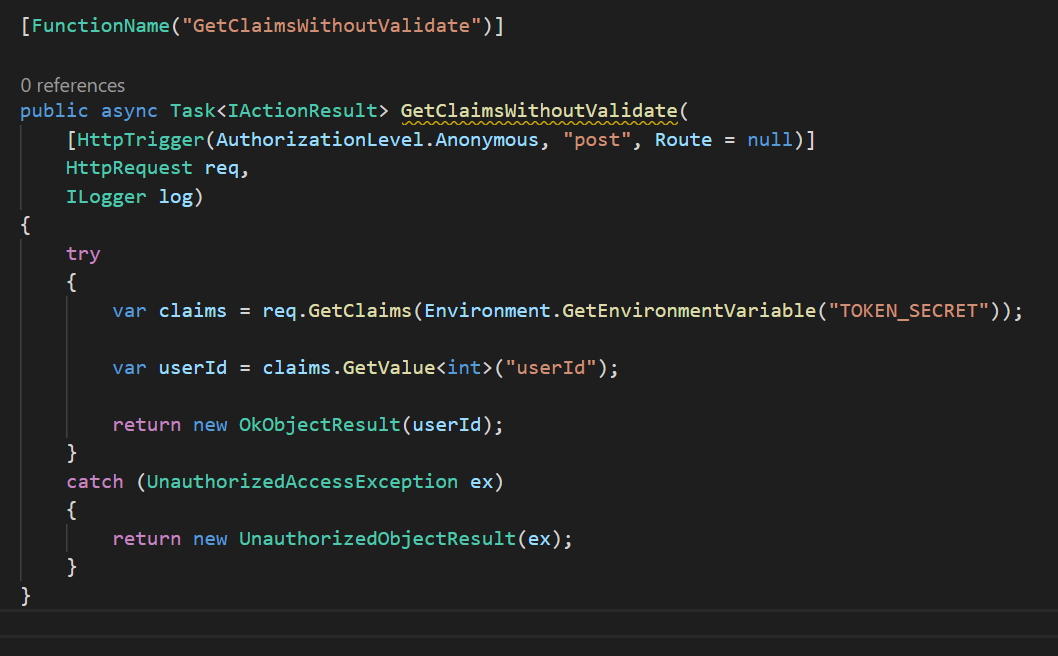 [FunctionName("GetClaimsWithoutValidate")]
0 references
public async Task<IActionResult> GetClaimsWithoutValidate(
[HttpTrigger(AuthorizationLevel.Anonymous, "post", Route = null)]
HttpRequest req,
ILogger log)
{
try
{
var claims = req.GetClaims(Environment.GetEnvironmentVariable("TOKEN_SECRET"));
var userId = claims.GetValue<int>("userId");
return new OkObjectResult(userId);
}
catch (UnauthorizedAccessException ex)
{
return new UnauthorizedObjectResult(ex);
}
}